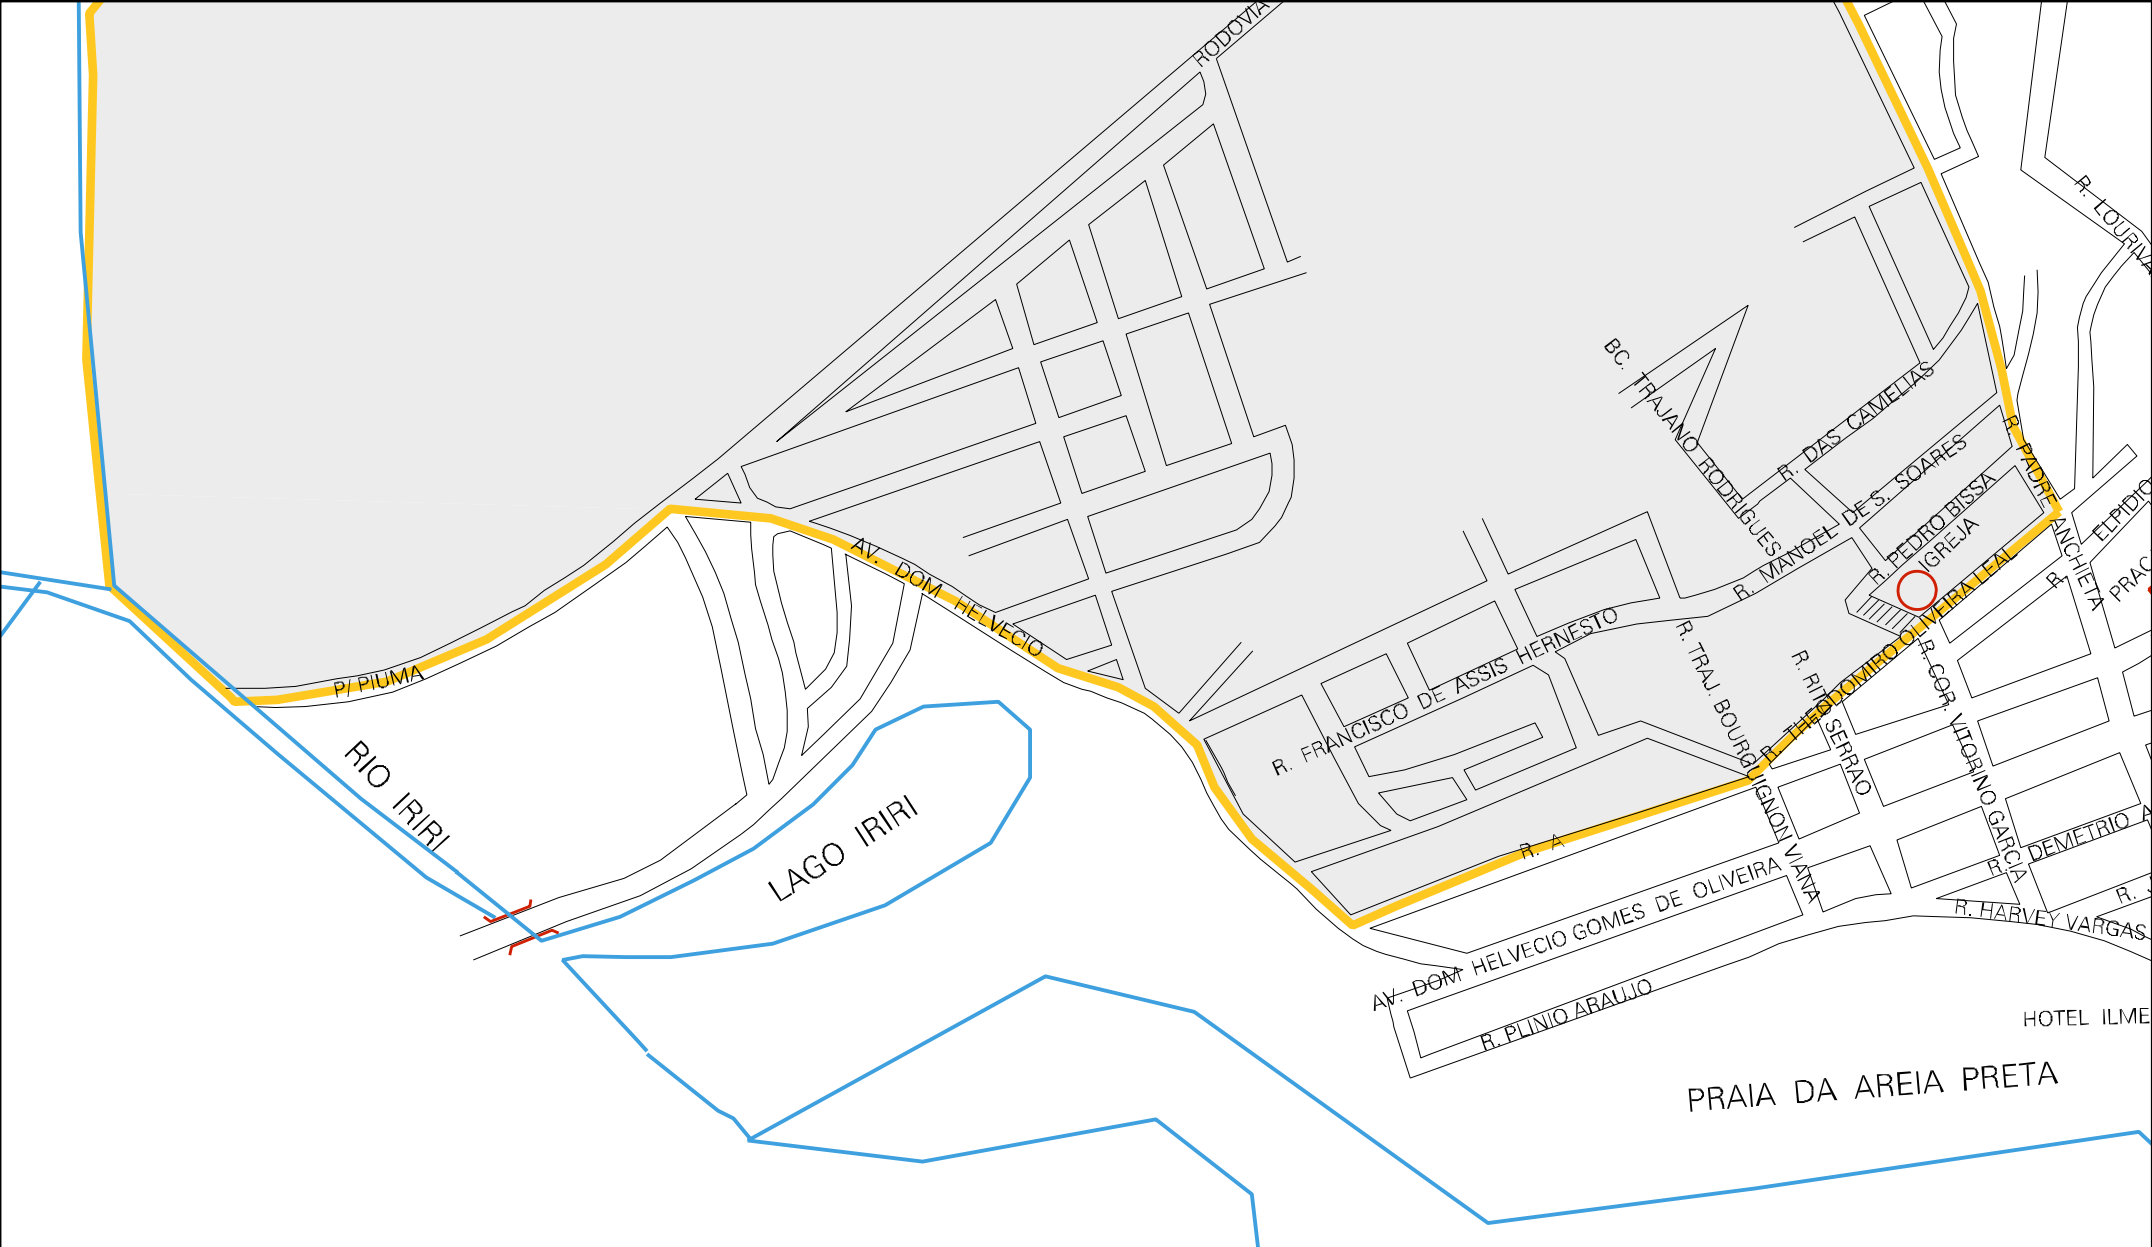 RODOVIA
R. LOURIVA
BC. TRAJANO RODRIGUES
R. DAS CAMELIAS
R. MANOEL DE S. SOARES
R. PADRE ANCHIETA
R. PEDRO BISSA
IGREJA
ELPIDIO
R.
PRAC
AV. DOM HELVECIO
R. THEODOMIRO OLIVEIRA LEAL
R. FRANCISCO DE ASSIS HERNESTO
R. TRAJ. BOURGUIGNON VIANA
R. RITA SERRAO
R. COR. VITORINO GARCIA
P/ PIUMA
RIO IRIRI
LAGO IRIRI
R. A
R. DEMETRIO A
R. J
AV. DOM HELVECIO GOMES DE OLIVEIRA
R. HARVEY VARGAS
R. PLINIO ARAUJO
HOTEL ILME
PRAIA DA AREIA PRETA